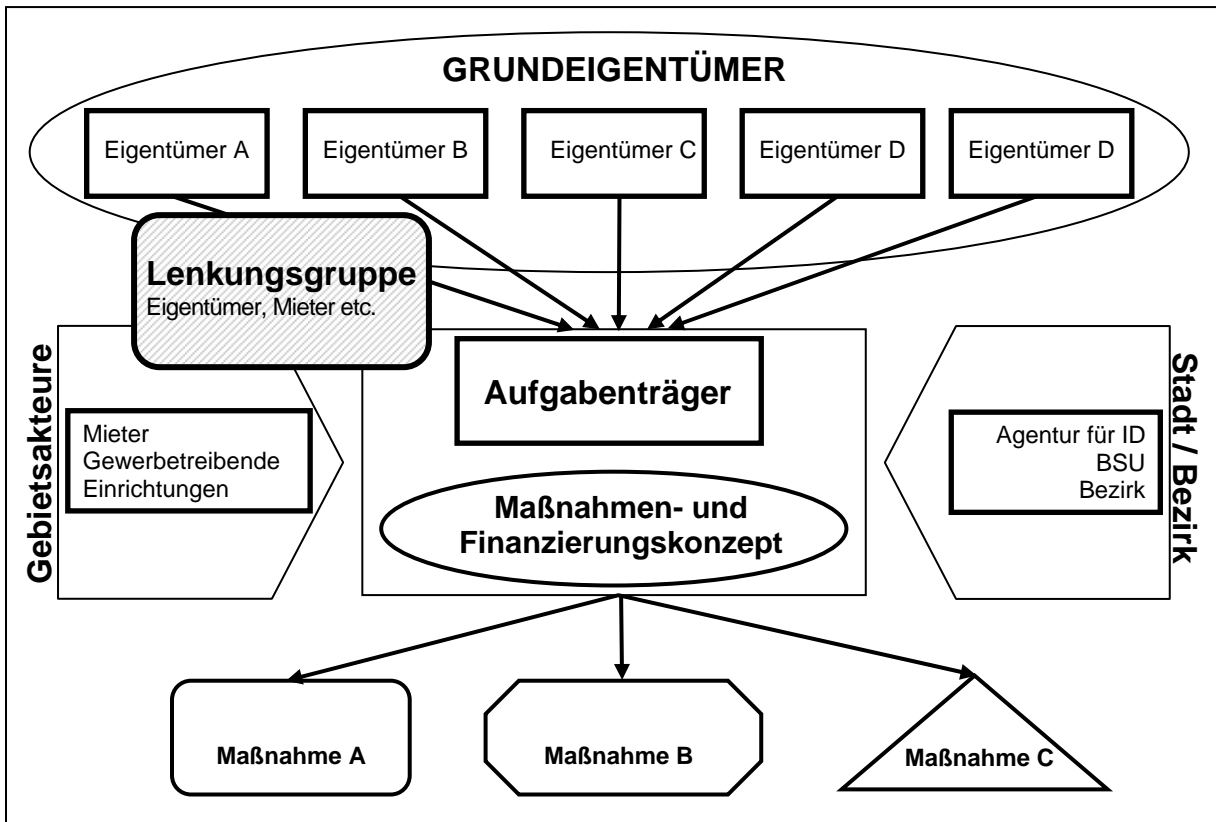 GRUNDEIGENTÜMER
Eigentümer A
Eigentümer B
Eigentümer C
Eigentümer D
Eigentümer D
Lenkungsgruppe
Eigentümer, Mieter etc.
Gebietsakteure
Mieter
Gewerbetreibende
Einrichtungen
Aufgabenträger
Maßnahmen- und
Finanzierungskonzept
Agentur für ID
BSU
Bezirk
Stadt / Bezirk
Maßnahme A
Maßnahme B
Maßnahme C